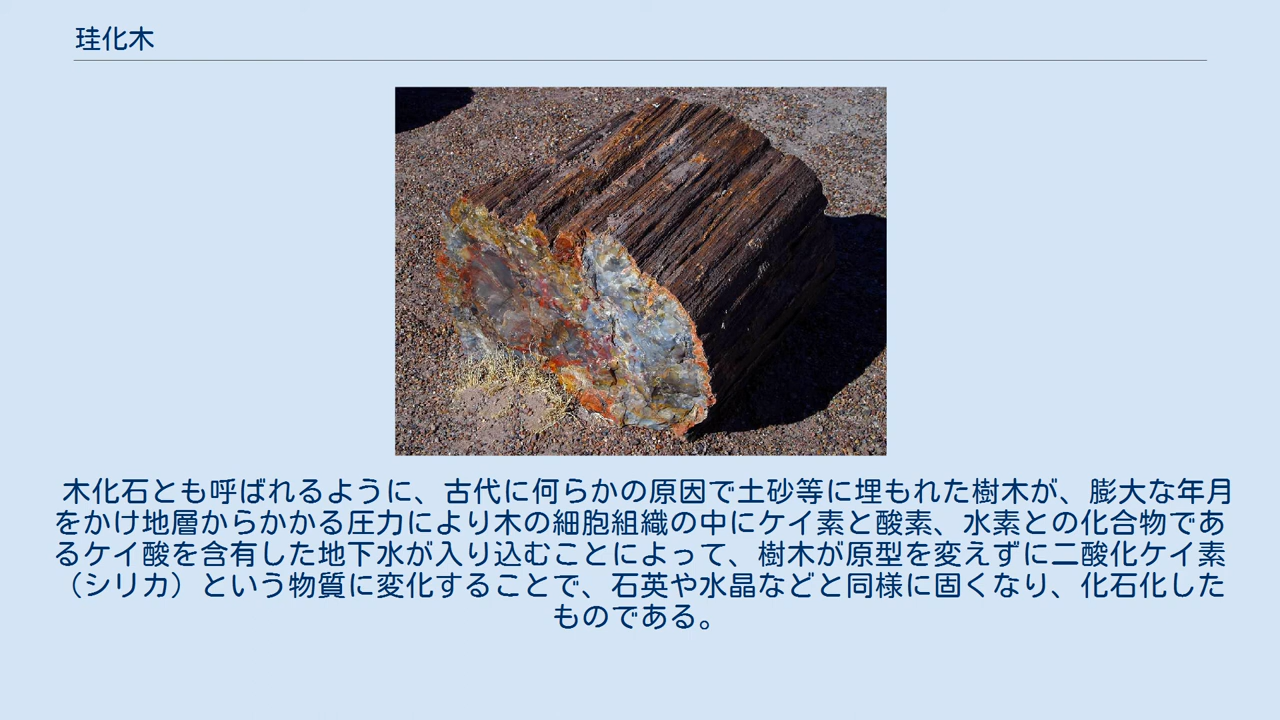 珪化木
木化石とも呼ばれるように、古代に何らかの原因で土砂等に埋もれた樹木が、膨大な年月
をかけ地層からかかる圧力により木の細胞組織の中にケイ素と酸素、水素との化合物であ
るケイ酸を含有した地下水が入り込むことによって、樹木が原型を変えずに二酸化ケイ素
（シリカ）という物質に変化することで、石英や水晶などと同様に固くなり、化石化した
ものである。